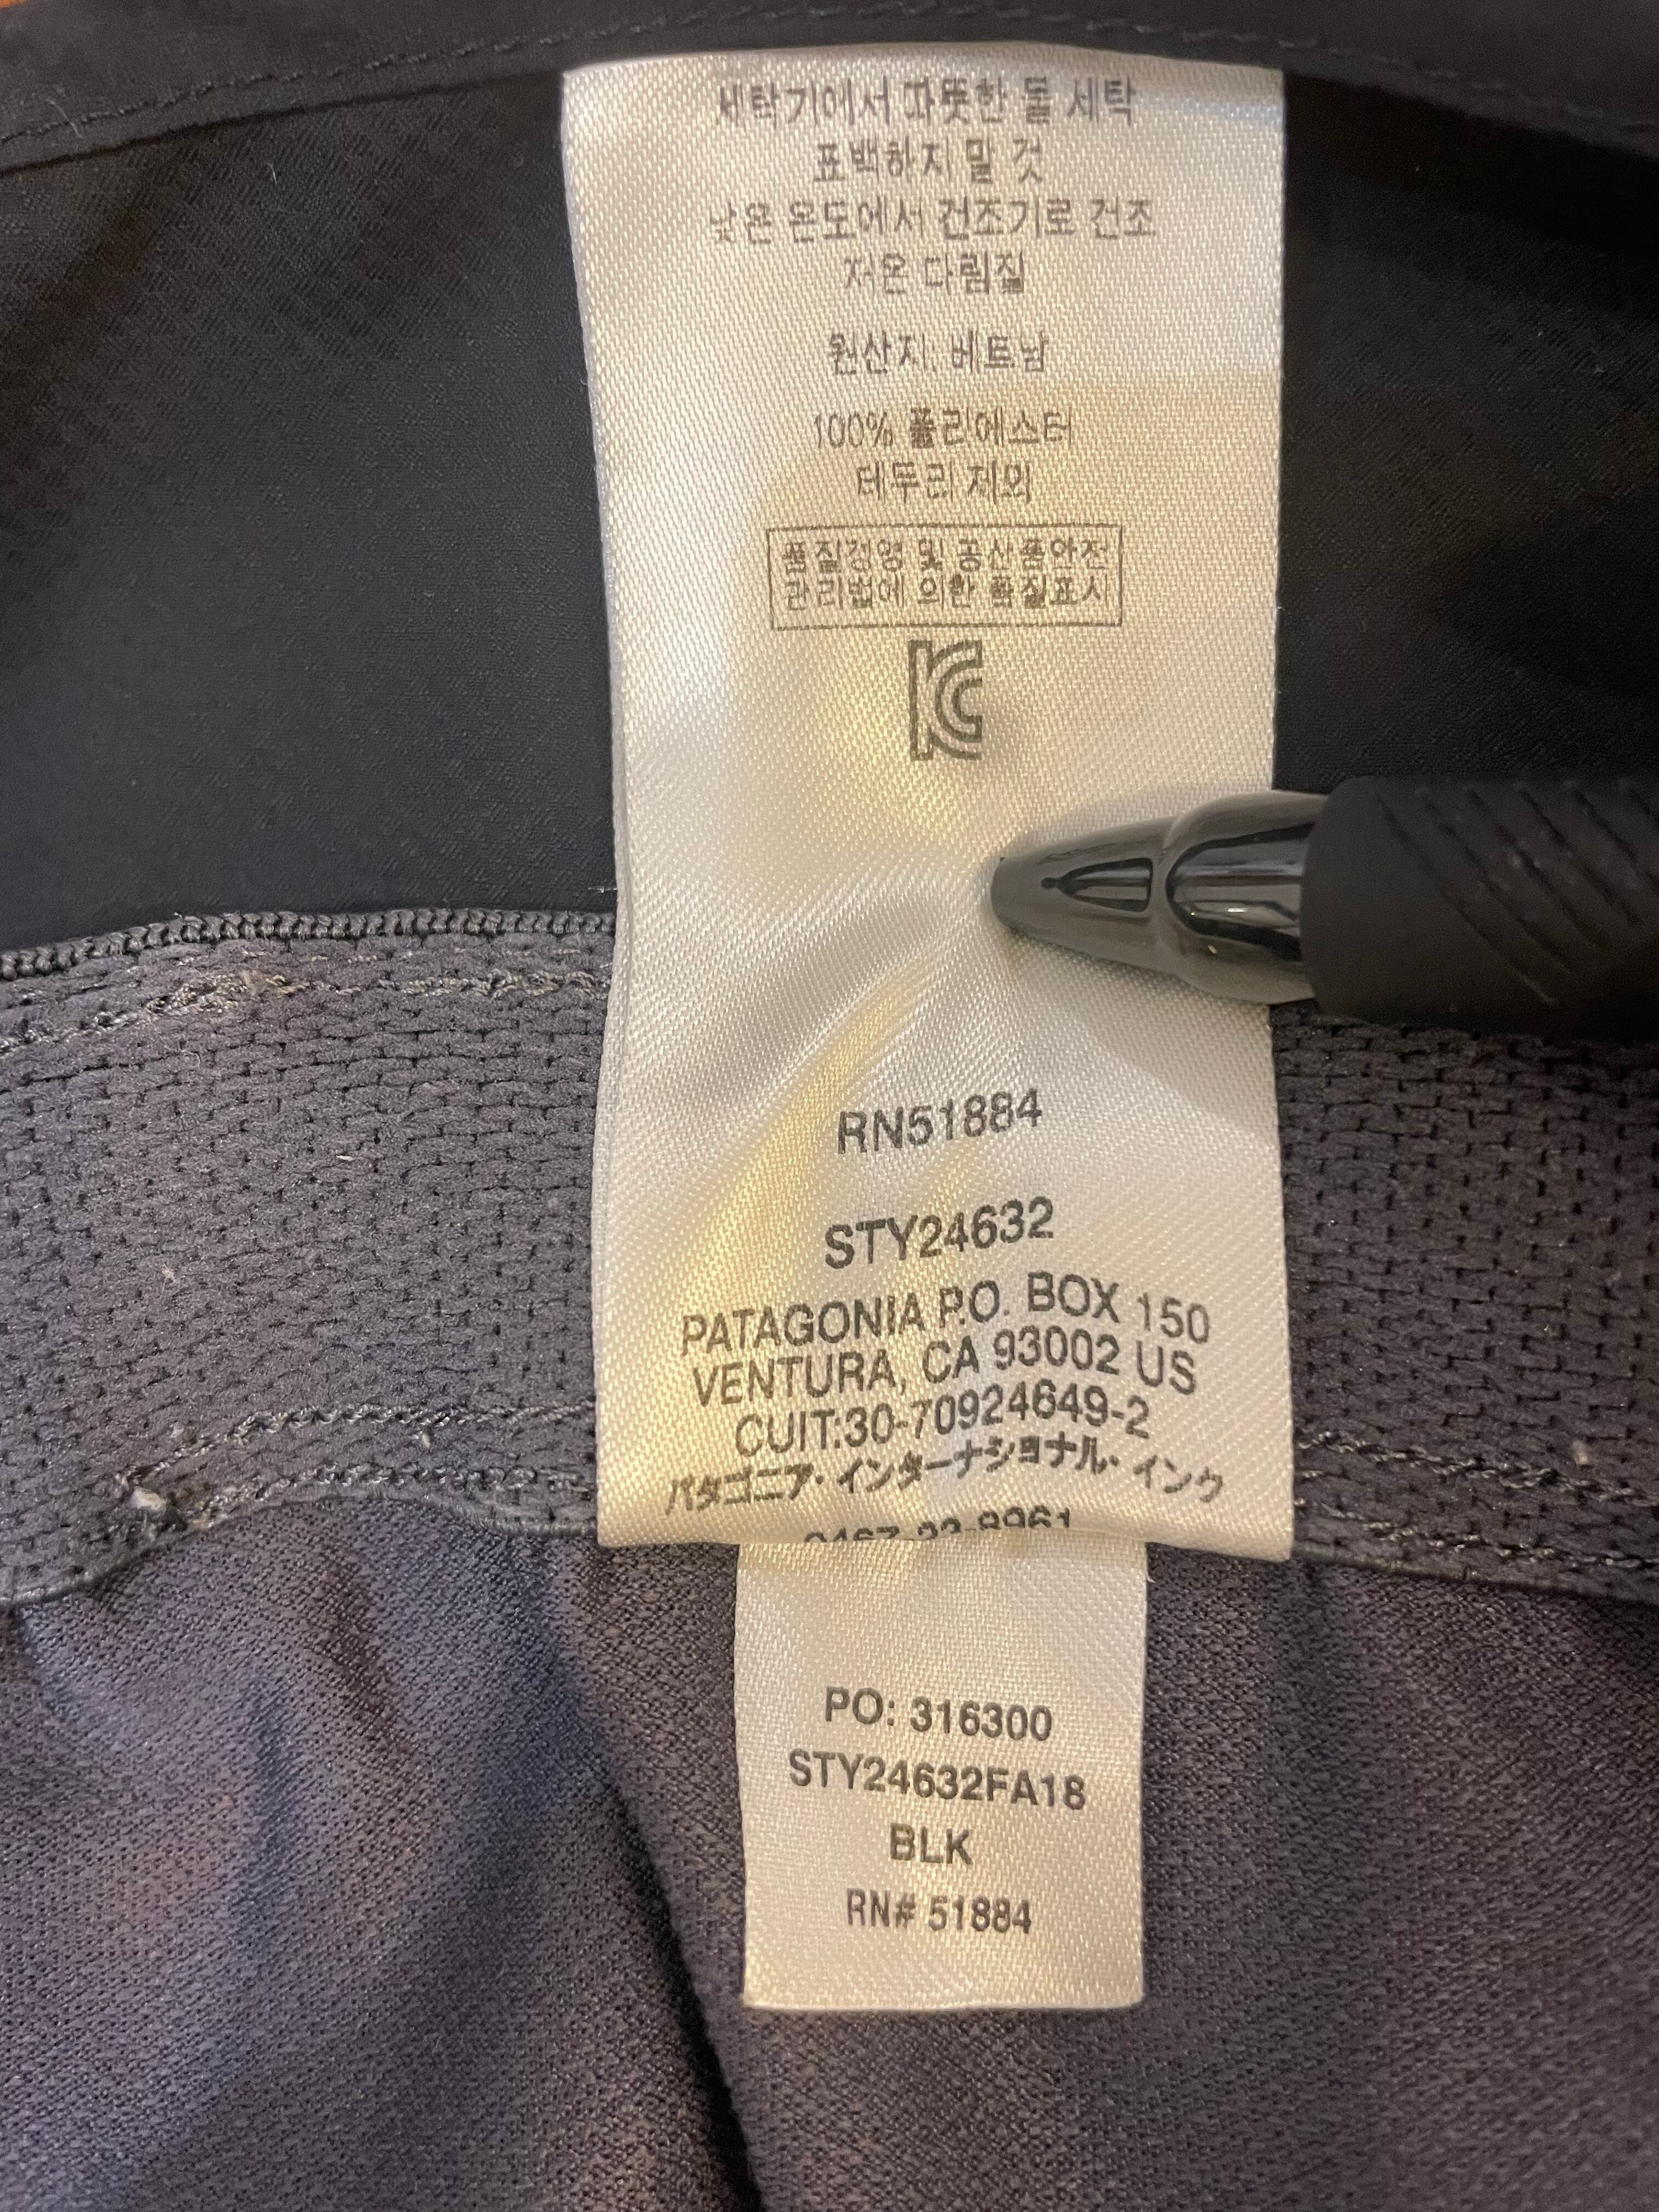 세탁기에서 따뜻한 물 세탁
표백하지 말 것
낮은 온도에서 건조기로 건조
저온 다림질
원산지: 베트남
100% 폴리에스터
테두리 제외
품질경영 및 공산품안전
관리법에 의한 품질표시
KC
RN51884
STY24632
PATAGONIA P.O. BOX 150
VENTURA, CA 93002 US
CUIT:30-70924649-2
パタゴニア・インターナショナル・インク
0467-23-8961
PO: 316300
STY24632FA18
BLK
RN# 51884